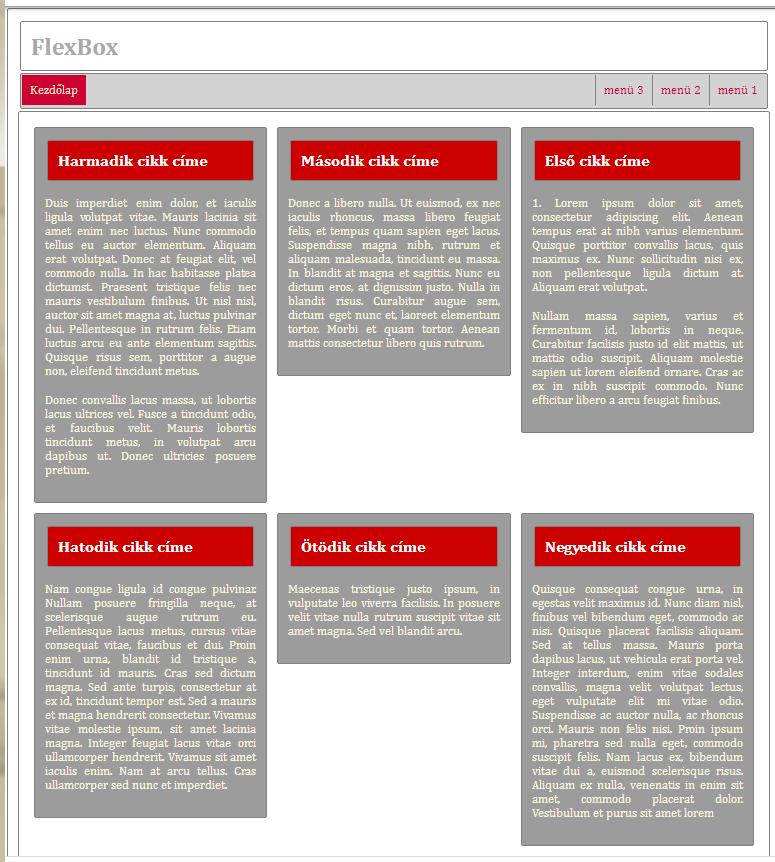 FlexBox
Kezdőlap
menü 3
menü 2
menü 1
Harmadik cikk címe
Duis imperdiet enim dolor, et iaculis
ligula volutpat vitae. Mauris lacinia sit
amet enim nec luctus. Nunc commodo
tellus eu auctor elementum. Aliquam
erat volutpat. Donec at feugiat elit, vel
commodo nulla. In hac habitasse platea
dictumst. Praesent tristique felis nec
mauris vestibulum finibus. Ut nisl nisl,
auctor sit amet magna at, luctus pulvinar
dui. Pellentesque in rutrum felis. Etiam
luctus arcu eu ante elementum sagittis.
Quisque risus sem, porttitor a augue
non, eleifend tincidunt metus.
Donec convallis lacus massa, ut lobortis
lacus ultrices vel. Fusce a tincidunt odio,
et faucibus velit. Mauris lobortis
tincidunt metus, in volutpat arcu
dapibus ut. Donec ultricies posuere
pretium.
Második cikk címe
Donec a libero nulla. Ut euismod, ex nec
iaculis rhoncus, massa libero feugiat
felis, et tempus quam sapien eget lacus.
Suspendisse magna nibh, rutrum et
aliquam malesuada, tincidunt eu massa.
In blandit at magna et sagittis. Nunc eu
dictum eros, at dignissim justo. Nulla in
blandit risus. Curabitur augue sem,
dictum eget nunc et, laoreet elementum
tortor. Morbi et quam tortor. Aenean
mattis consectetur libero quis rutrum.
Első cikk címe
1. Lorem ipsum dolor sit amet,
consectetur adipiscing elit. Aenean
tempus erat at nibh varius elementum.
Quisque porttitor convallis lacus, quis
maximus ex. Nunc sollicitudin nisi ex,
non pellentesque ligula dictum at.
Aliquam erat volutpat.
Nullam massa sapien, varius et
fermentum id, lobortis in neque.
Curabitur facilisis justo id elit mattis, ut
mattis odio suscipit. Aliquam molestie
sapien ut lorem eleifend ornare. Cras ac
ex in nibh suscipit commodo. Nunc
efficitur libero a arcu feugiat finibus.
Hatodik cikk címe
Nam congue ligula id congue pulvinar.
Nullam posuere fringilla neque, at
scelerisque augue rutrum eu.
Pellentesque lacus metus, cursus vitae
consequat vitae, faucibus et dui. Proin
enim urna, blandit id tristique a,
tincidunt id mauris. Cras sed dictum
magna. Sed ante turpis, consectetur at
ex id, tincidunt tempor est. Sed a mauris
et magna hendrerit consectetur. Vivamus
vitae molestie ipsum, sit amet lacinia
magna. Integer feugiat lacus vitae orci
ullamcorper hendrerit. Vivamus sit amet
iaculis enim. Nam at arcu tellus. Cras
ullamcorper sed nunc et imperdiet.
Ötödik cikk címe
Maecenas tristique justo ipsum, in
vulputate leo viverra facilisis. In posuere
velit vitae nulla rutrum suscipit vitae sit
amet magna. Sed vel blandit arcu.
Negyedik cikk címe
Quisque consequat congue urna, in
egestas velit maximus id. Nunc diam nisl,
finibus vel bibendum eget, commodo ac
nisi. Quisque placerat facilisis aliquam.
Sed at tellus massa. Mauris porta
dapibus lacus, ut vehicula erat porta vel.
Integer interdum, enim vitae sodales
convallis, magna velit volutpat lectus,
eget vulputate elit mi vitae odio.
Suspendisse ac auctor nulla, ac rhoncus
orci. Mauris non felis nisi. Proin ipsum
mi, pharetra sed nulla eget, commodo
suscipit felis. Nam lacus ex, bibendum
vitae dui a, euismod scelerisque risus.
Aliquam ex nulla, venenatis in enim sit
amet, commodo placerat dolor.
Vestibulum et purus sit amet lorem